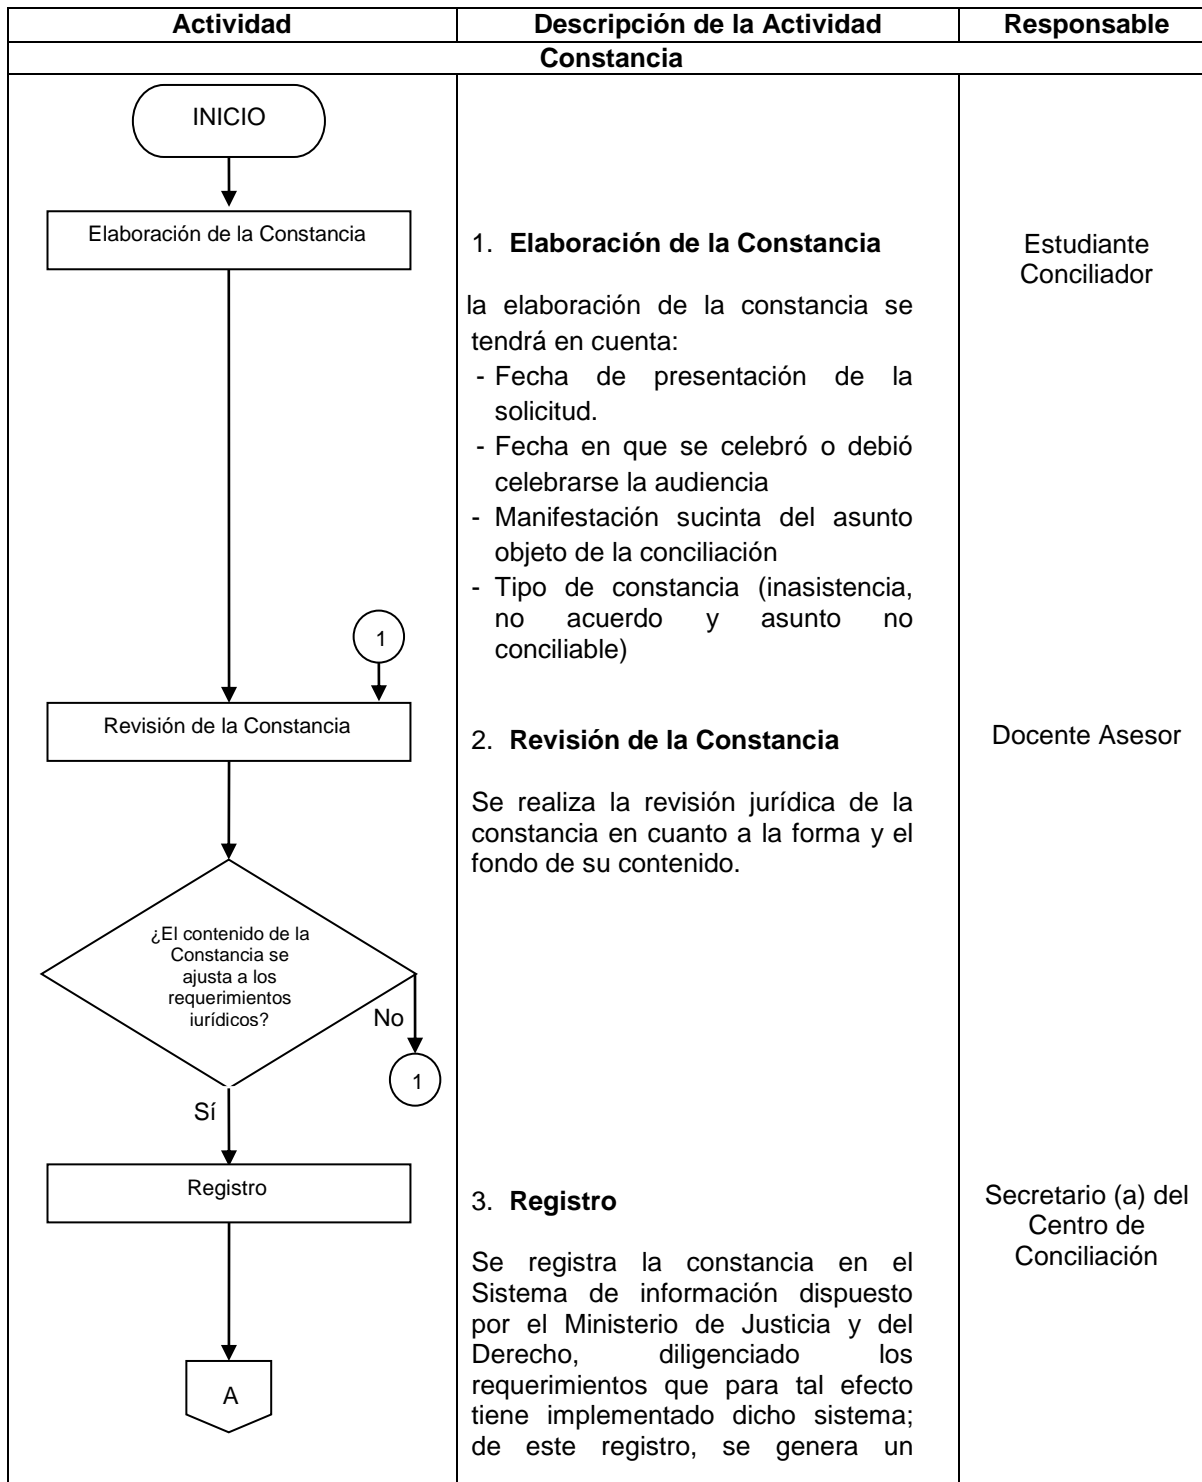 Actividad
Descripción de la Actividad
Responsable
Constancia
INICIO
Elaboración de la Constancia
1. Elaboración de la Constancia
Estudiante
Conciliador
la elaboración de la constancia se
tendrá en cuenta:
- Fecha de presentación de la
solicitud.
- Fecha en que se celebró o debió
celebrarse la audiencia
- Manifestación sucinta del asunto
objeto de la conciliación
- Tipo de constancia (inasistencia,
no acuerdo y asunto no
conciliable)
1
Revisión de la Constancia
2. Revisión de la Constancia
Docente Asesor
Se realiza la revisión jurídica de la
constancia en cuanto a la forma y el
fondo de su contenido.
¿El contenido de la
Constancia se
ajusta a los
requerimientos
iurídicos?
No
1
Sí
Registro
3. Registro
Secretario (a) del
Centro de
Conciliación
Se registra la constancia en el
Sistema de información dispuesto
por el Ministerio de Justicia y del
Derecho, diligenciado los
requerimientos que para tal efecto
tiene implementado dicho sistema;
de este registro, se genera un
A